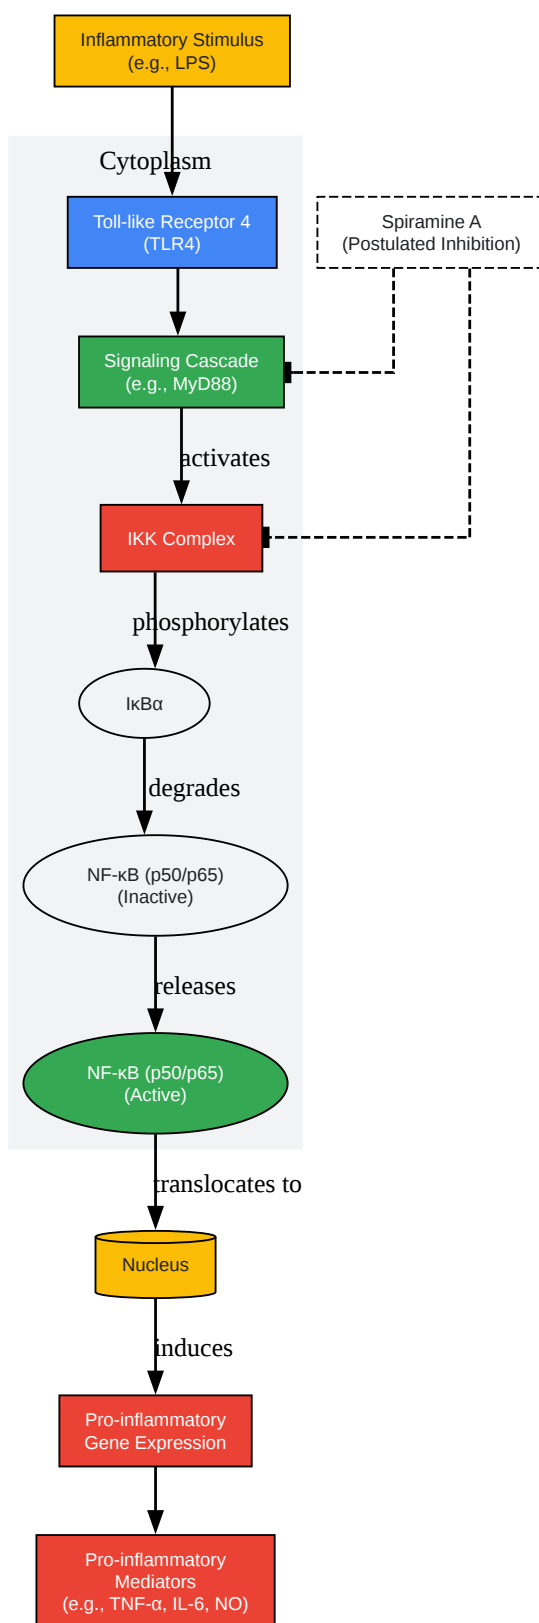 Inflammatory Stimulus
(e.g., LPS)
Cytoplasm
Toll-like Receptor 4
(TLR4)
Spiramine A
(Postulated Inhibition)
Signaling Cascade
(e.g., MyD88)
activates
IKK Complex
phosphorylates
IκBα
degrades
NF-κB (p50/p65)
(Inactive)
releases
NF-κB (p50/p65)
(Active)
translocates to
Nucleus
induces
Pro-inflammatory
Gene Expression
Pro-inflammatory
Mediators
(e.g., TNF-α, IL-6, NO)